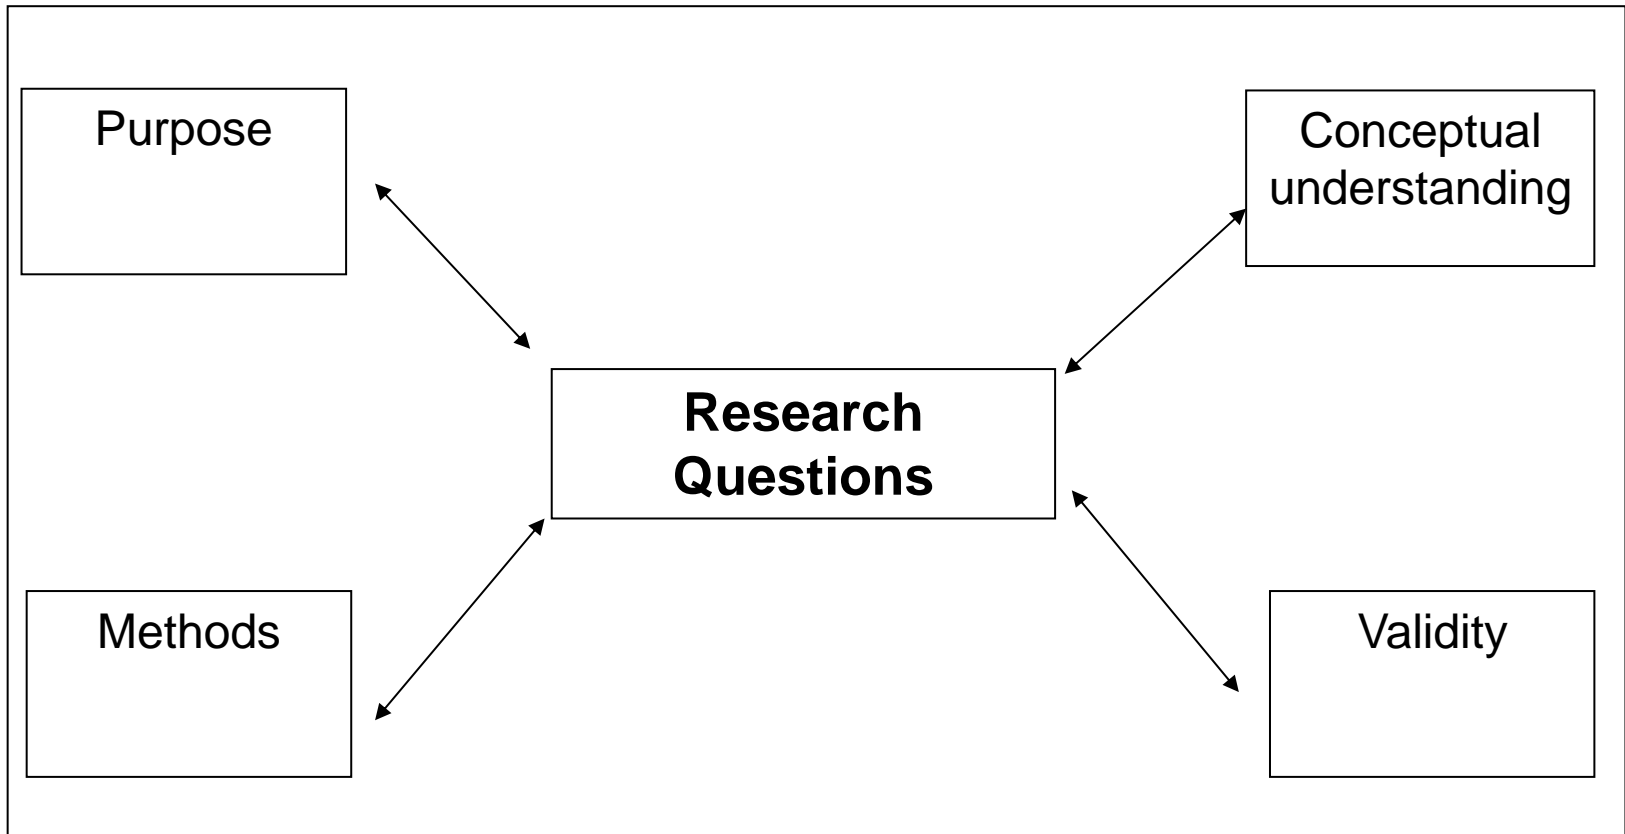 Purpose
Conceptual
understanding
Research
Questions
Methods
Validity